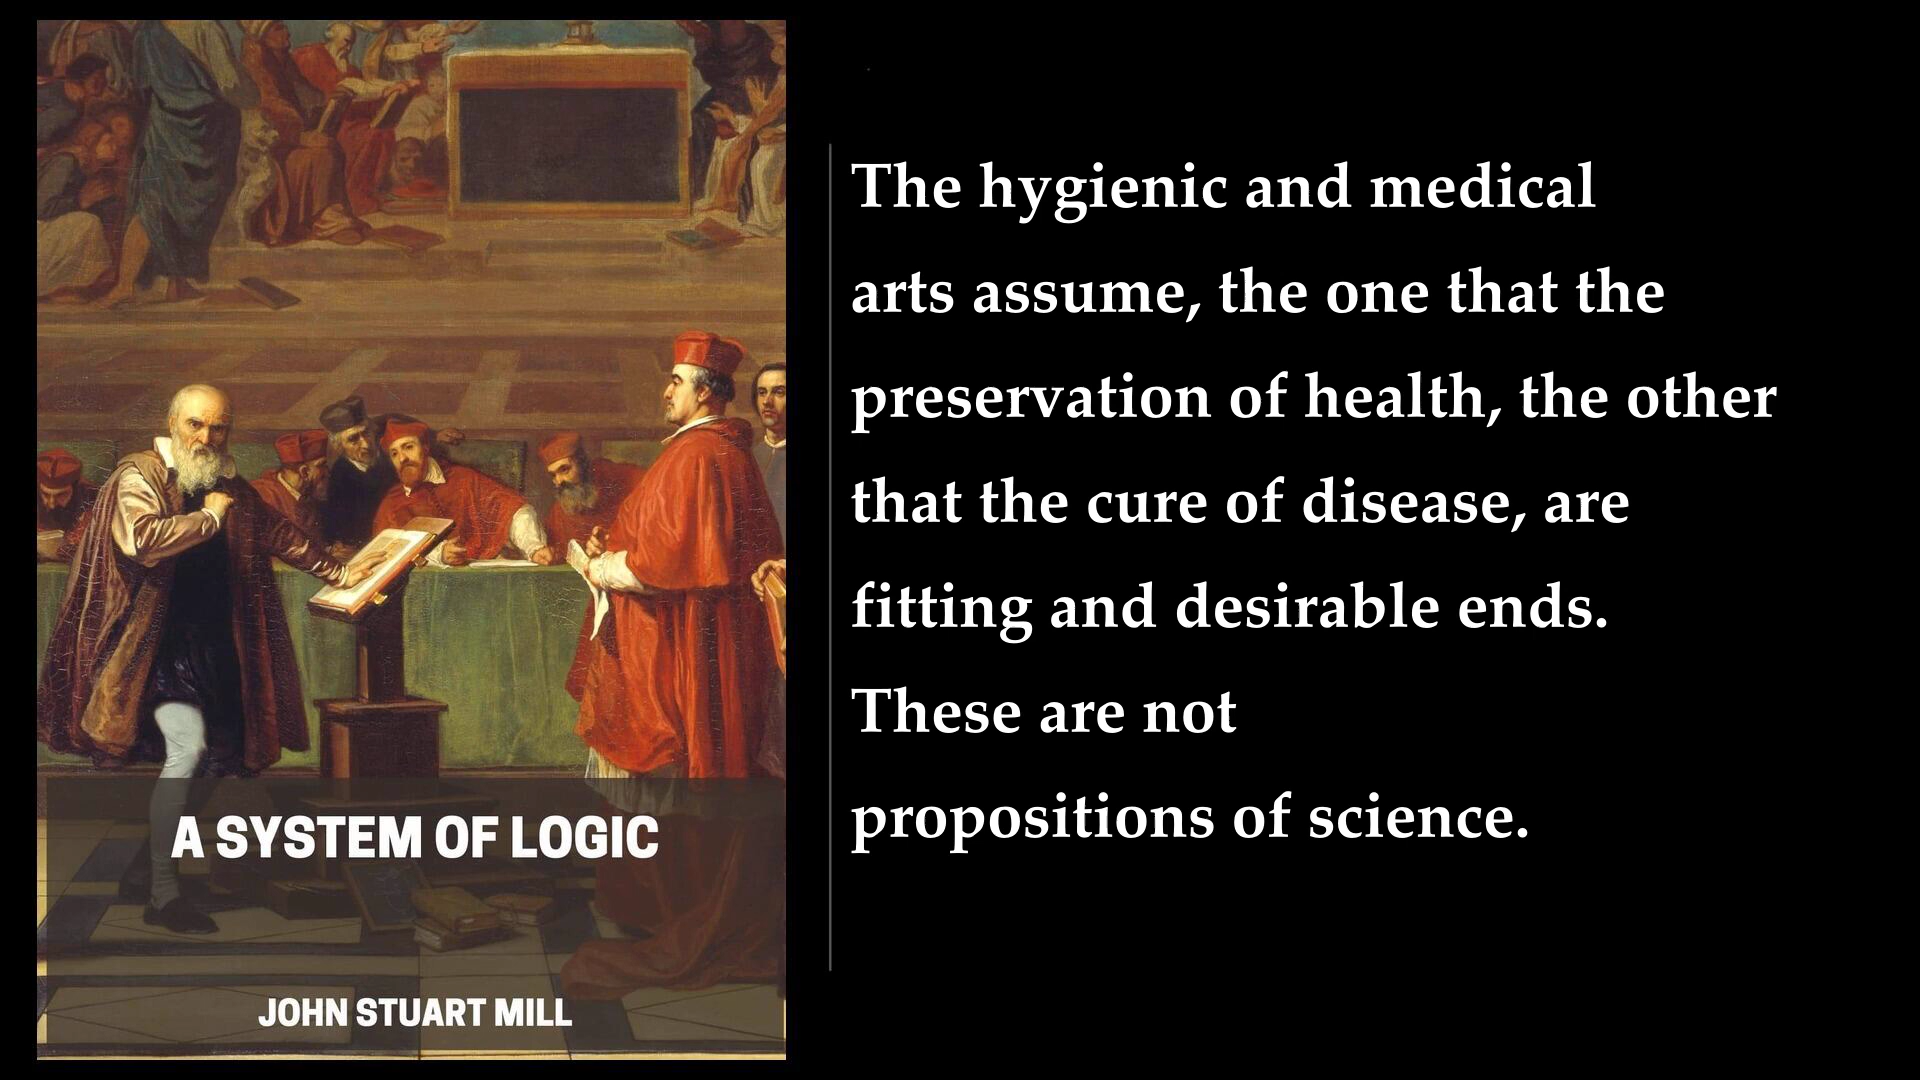 A SYSTEM OF LOGIC
JOHN STUART MILL
The hygienic and medical
arts assume, the one that the
preservation of health, the other
that the cure of disease, are
fitting and desirable ends.
These are not
propositions of science.